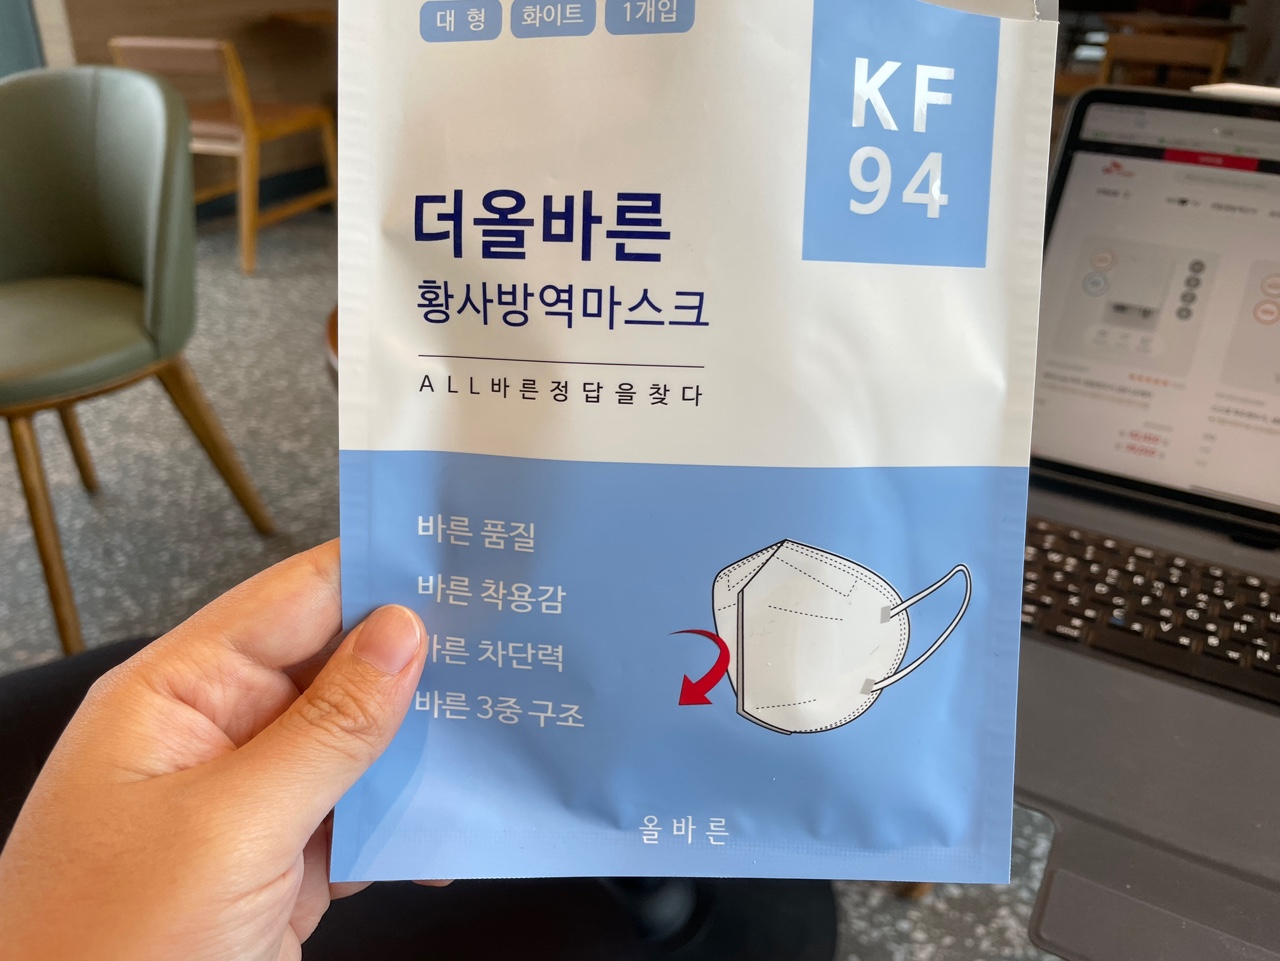 대형 화이트 1개입
KF
94
더올바른
황사방역마스크
ALL바른정답을찾다
바른 품질
바른 착용감
바른 차단력
바른 3중 구조
올바른